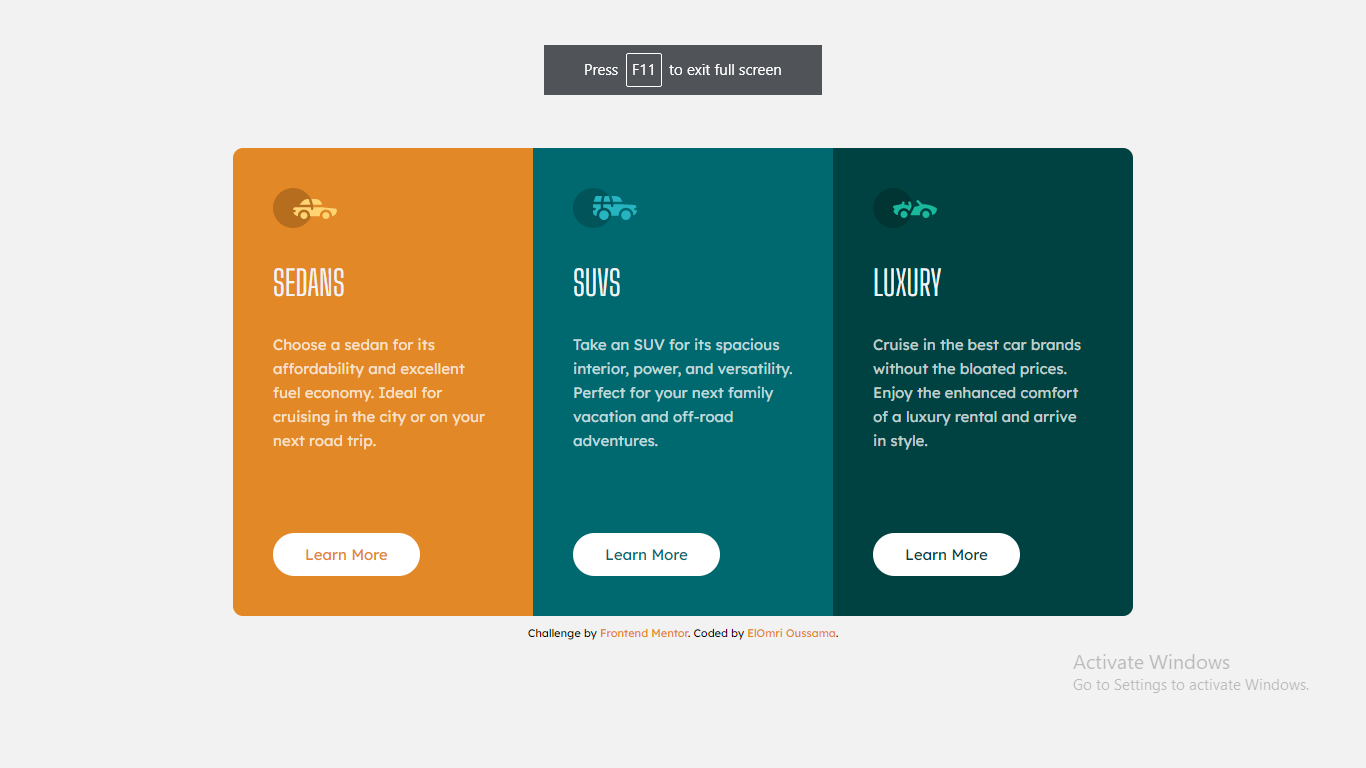 Press F11 to exit full screen
SEDANS
Choose a sedan for its
affordability and excellent
fuel economy. Ideal for
cruising in the city or on your
next road trip.
Learn More
SUVS
Take an SUV for its spacious
interior, power, and versatility.
Perfect for your next family
vacation and off-road
adventures.
Learn More
LUXURY
Cruise in the best car brands
without the bloated prices.
Enjoy the enhanced comfort
of a luxury rental and arrive
in style.
Learn More
Challenge by Frontend Mentor. Coded by ElOmri Oussama.
Activate Windows
Go to Settings to activate Windows.